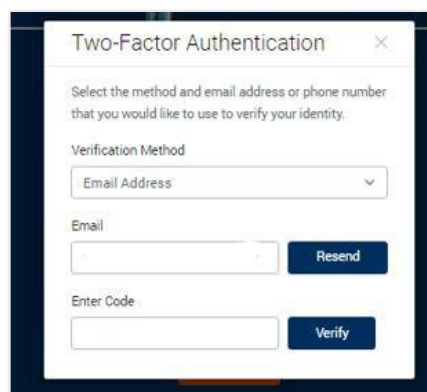 Two-Factor Authentication
Select the method and email address or phone number
that you would like to use to verify your identity.
Verification Method
Email Address
Email
Resend
Enter Code
Verify